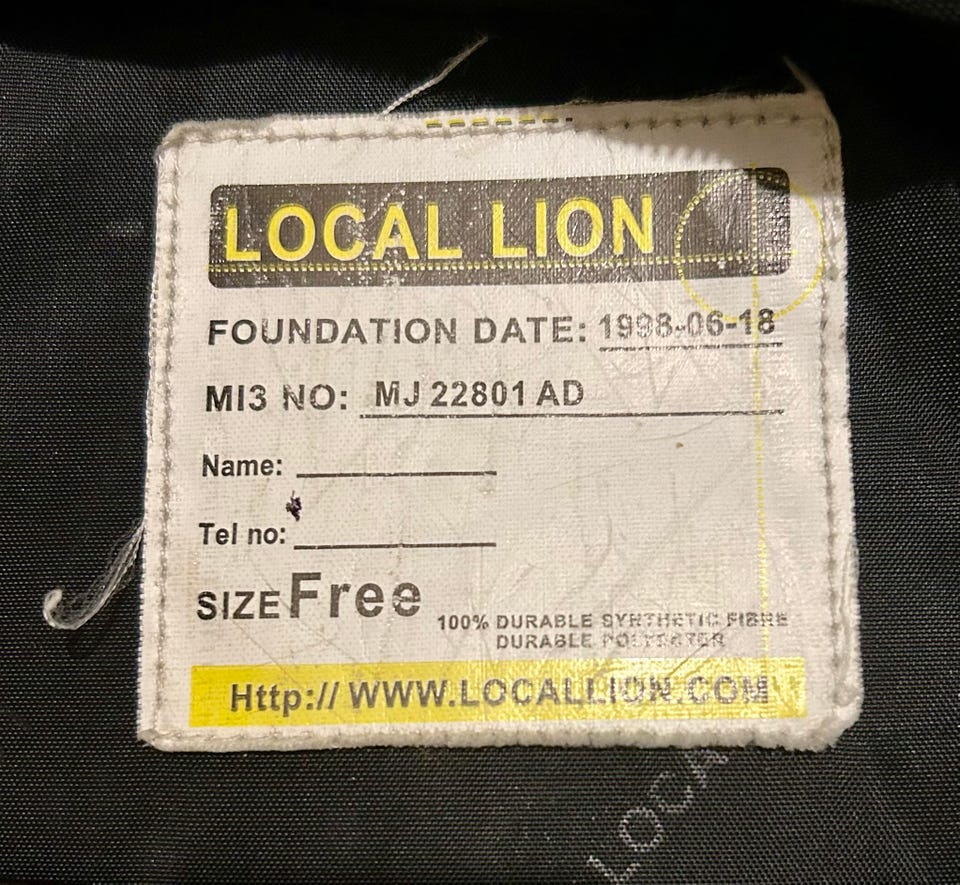 LOCAL LION
FOUNDATION DATE: 1998-06-18
MI3 NO: MJ 22801 AD
Name:
Tel no:
SIZE Free
100% DURABLE SYNTHETIC FIBRE
DURABLE POLYESTER
Http:// WWW.LOCALLION.COM
LOCA